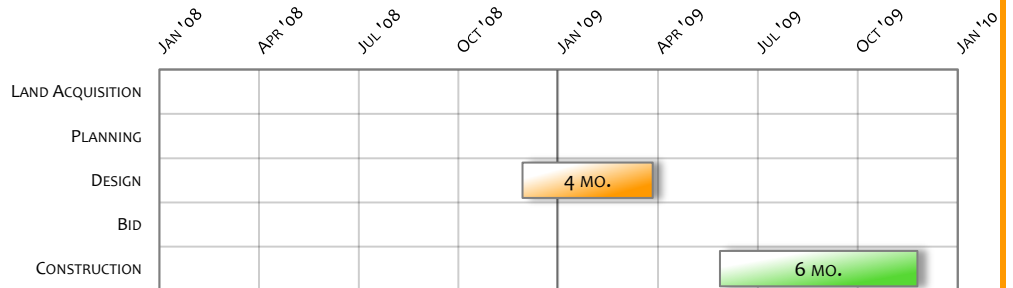 Jan '08 Apr '08 Jul '08 Oct '08 Jan '09 Apr '09 Jul '09 Oct '09 Jan '10
Land Acquisition
Planning
Design 4 mo.
Bid
Construction 6 mo.